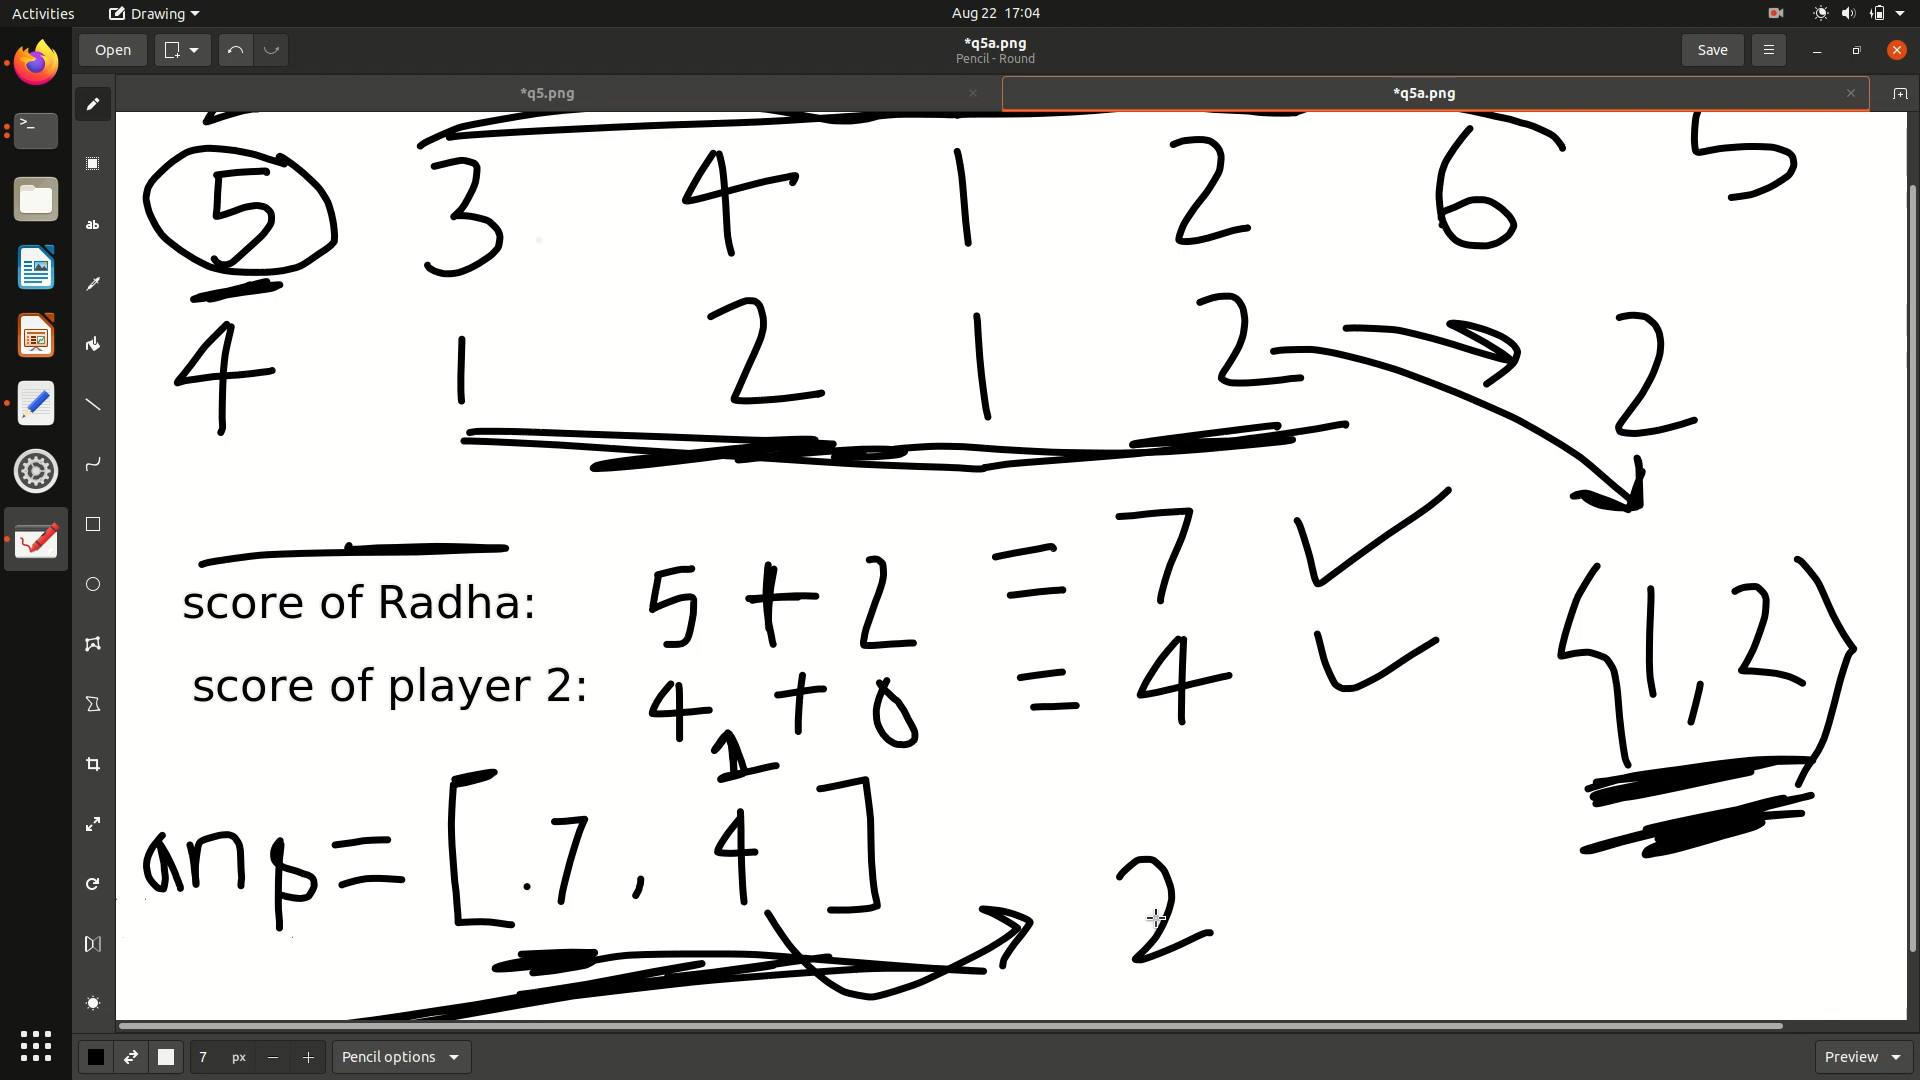 Activities Drawing Aug 22 17:04
Open *q5a.png Save
Pencil - Round
*q5.png *q5a.png
5 3 4 1 2 6 5
4 1 2 1 2 2
score of Radha: 5 + 2 = 7
score of player 2: 4 + 0 = 4
{1,2}
ans = [7, 4]
2
7 px Pencil options Preview